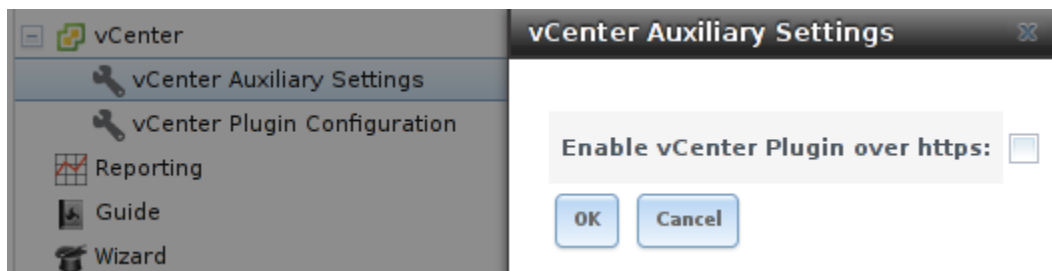 vCenter
vCenter Auxiliary Settings
vCenter Plugin Configuration
Reporting
Guide
Wizard
vCenter Auxiliary Settings
Enable vCenter Plugin over https:
OK
Cancel